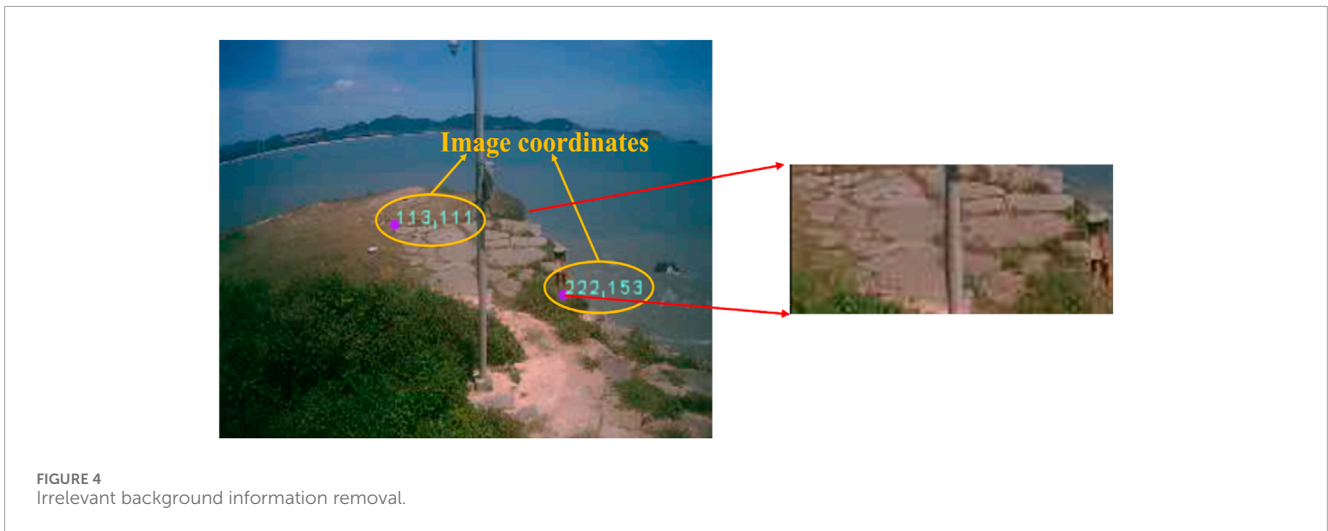 Image coordinates
113,111
222,153
FIGURE 4
Irrelevant background information removal.